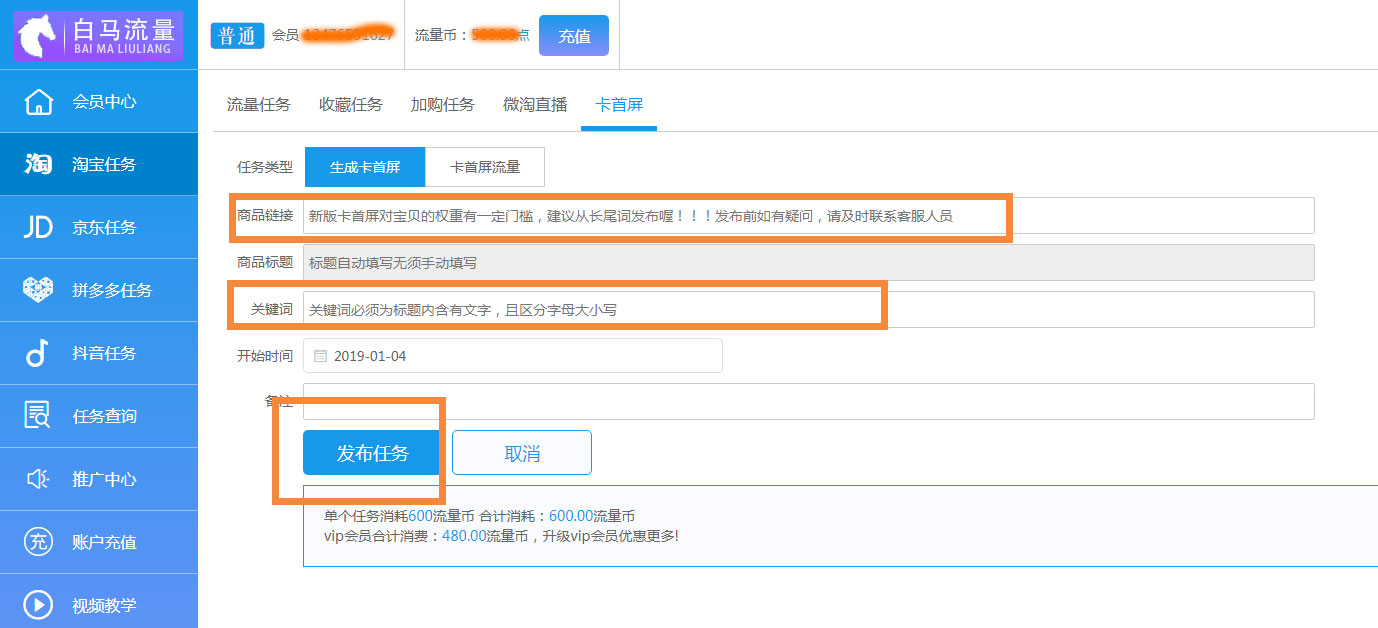 白马流量
BAI MA LIULIANG
普通 会员
流量币： 点 充值
会员中心
淘 淘宝任务
JD 京东任务
拼多多任务
抖音任务
任务查询
推广中心
充 账户充值
视频教学
流量任务 收藏任务 加购任务 微淘直播 卡首屏
任务类型 生成卡首屏 卡首屏流量
商品链接 新版卡首屏对宝贝的权重有一定门槛，建议从长尾词发布喔！！！发布前如有疑问，请及时联系客服人员
商品标题 标题自动填写无须手动填写
关键词 关键词必须为标题内含有文字，且区分字母大小写
开始时间 2019-01-04
备注
发布任务 取消
单个任务消耗600流量币 合计消耗：600.00流量币
vip会员合计消费：480.00流量币，升级vip会员优惠更多!